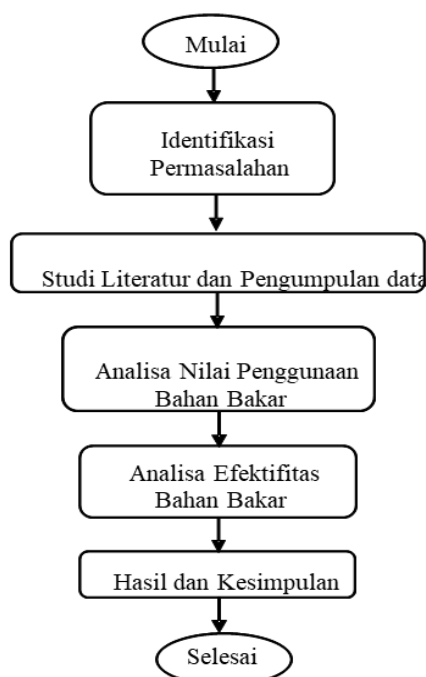 Mulai
Identifikasi
Permasalahan
Studi Literatur dan Pengumpulan data
Analisa Nilai Penggunaan
Bahan Bakar
Analisa Efektifitas
Bahan Bakar
Hasil dan Kesimpulan
Selesai